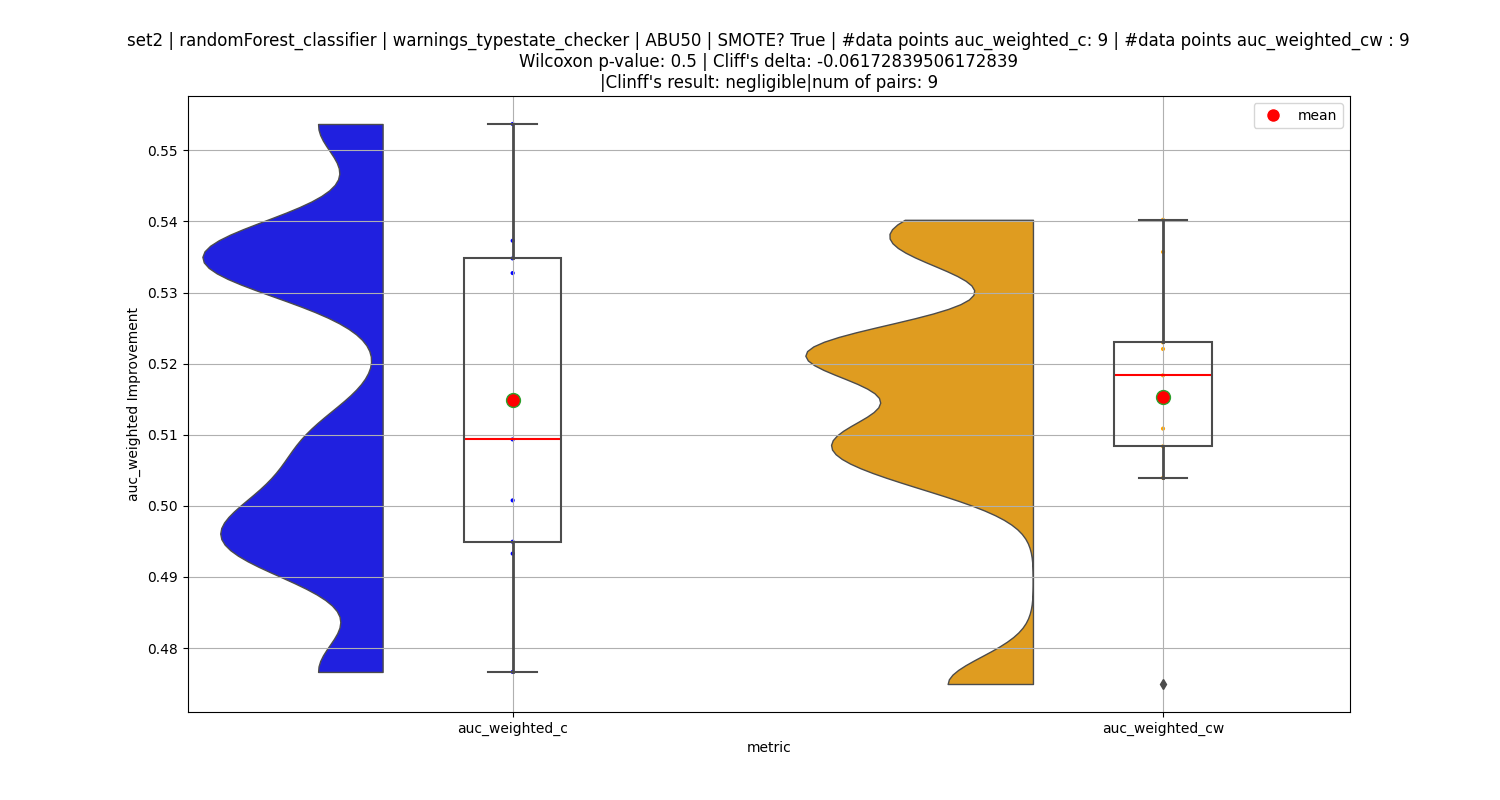 set2 | randomForest_classifier | warnings_typestate_checker | ABU50 | SMOTE? True | #data points auc_weighted_c: 9 | #data points auc_weighted_cw : 9
Wilcoxon p-value: 0.5 | Cliff's delta: -0.06172839506172839
|Clinff's result: negligible|num of pairs: 9
mean
auc_weighted Improvement
0.55
0.54
0.53
0.52
0.51
0.50
0.49
0.48
auc_weighted_c
auc_weighted_cw
metric